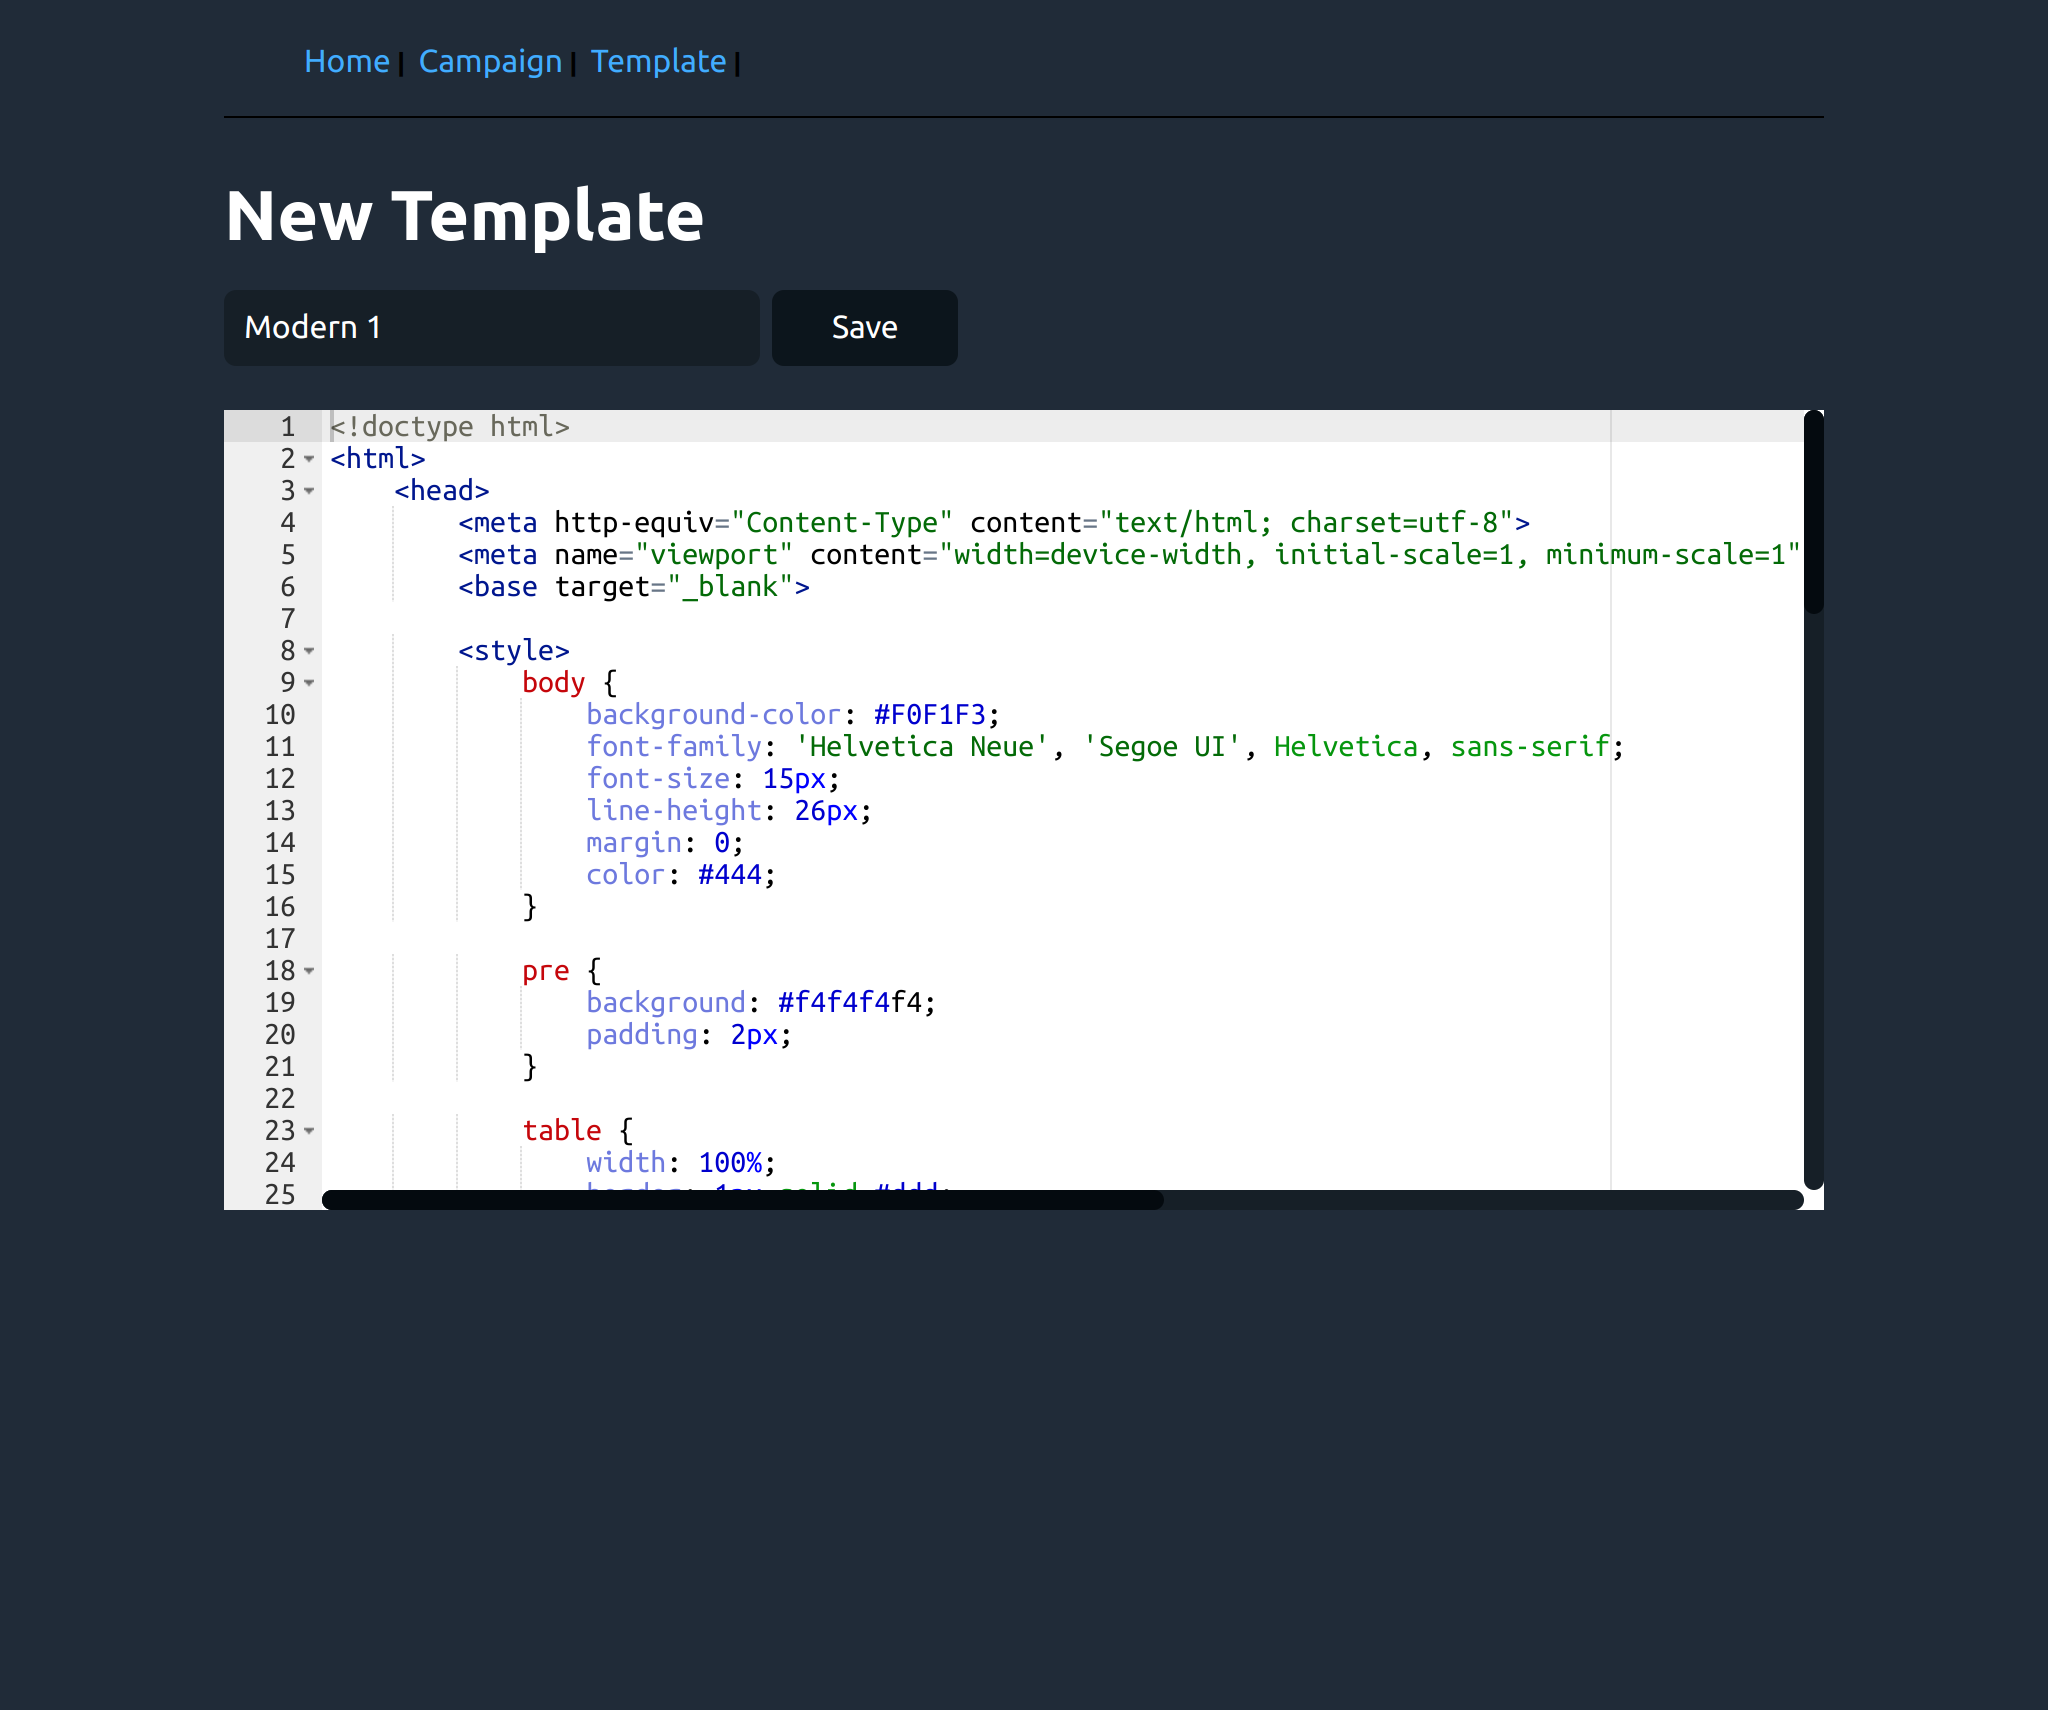 Home | Campaign | Template |
New Template
Modern 1
Save
1 <!doctype html>
2 <html>
3 <head>
4 <meta http-equiv="Content-Type" content="text/html; charset=utf-8">
5 <meta name="viewport" content="width=device-width, initial-scale=1, minimum-scale=1"
6 <base target="_blank">
7
8 <style>
9 body {
10 background-color: #F0F1F3;
11 font-family: 'Helvetica Neue', 'Segoe UI', Helvetica, sans-serif;
12 font-size: 15px;
13 line-height: 26px;
14 margin: 0;
15 color: #444;
16 }
17
18 pre {
19 background: #f4f4f4f4;
20 padding: 2px;
21 }
22
23 table {
24 width: 100%;
25 border: 1px solid #ddd;